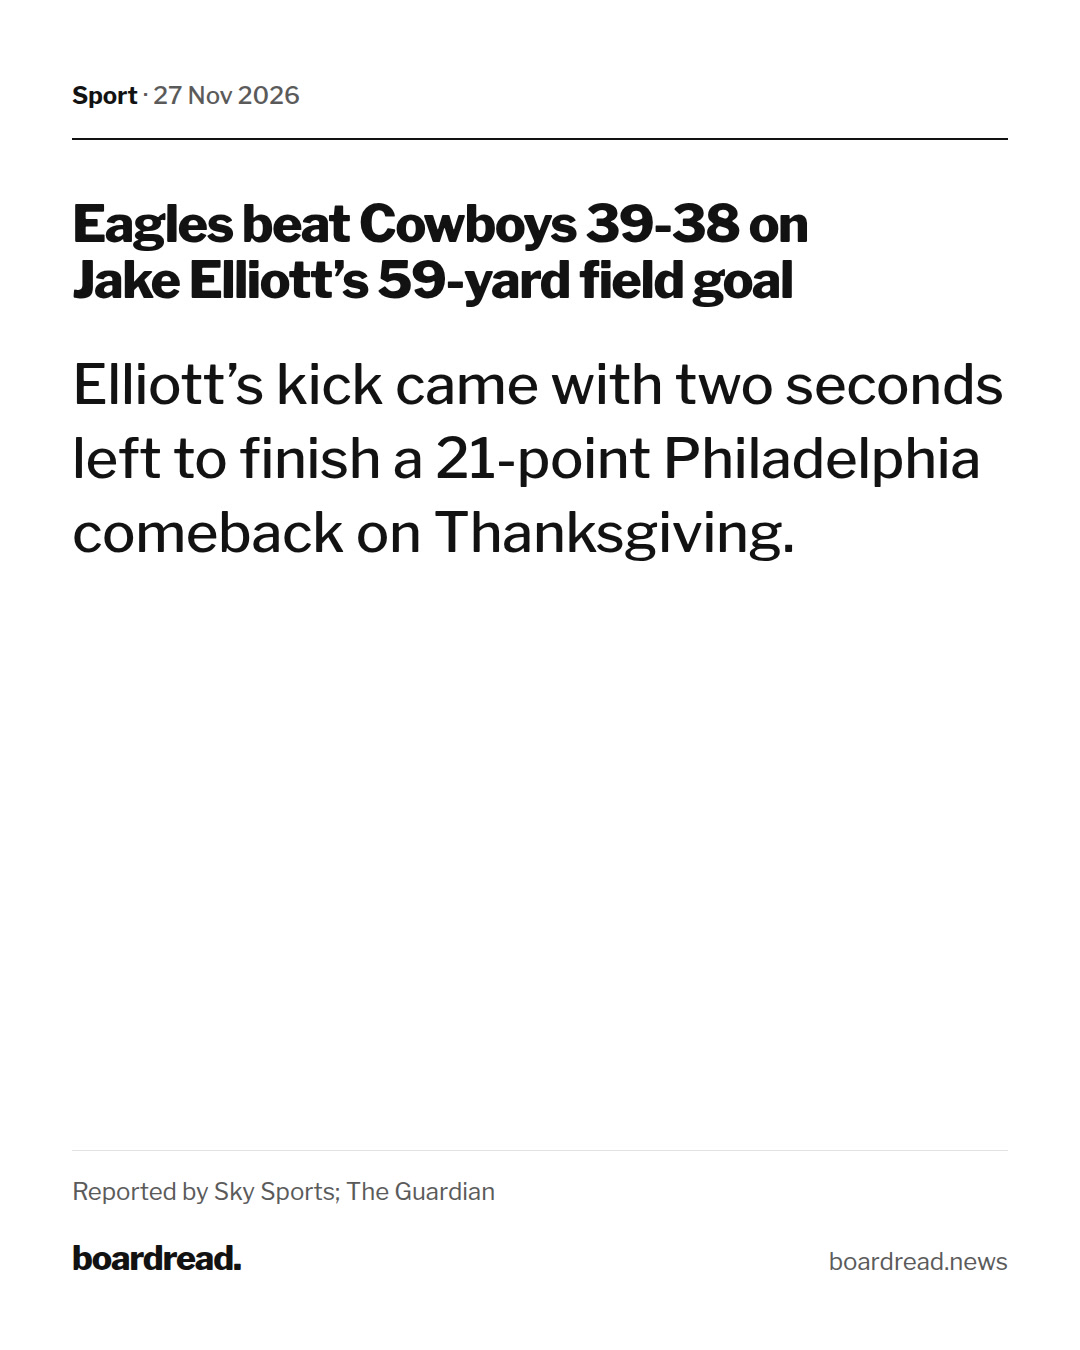 Sport · 27 Nov 2026
Eagles beat Cowboys 39-38 on
Jake Elliott’s 59-yard field goal
Elliott’s kick came with two seconds
left to finish a 21-point Philadelphia
comeback on Thanksgiving.
Reported by Sky Sports; The Guardian
boardread.
boardread.news